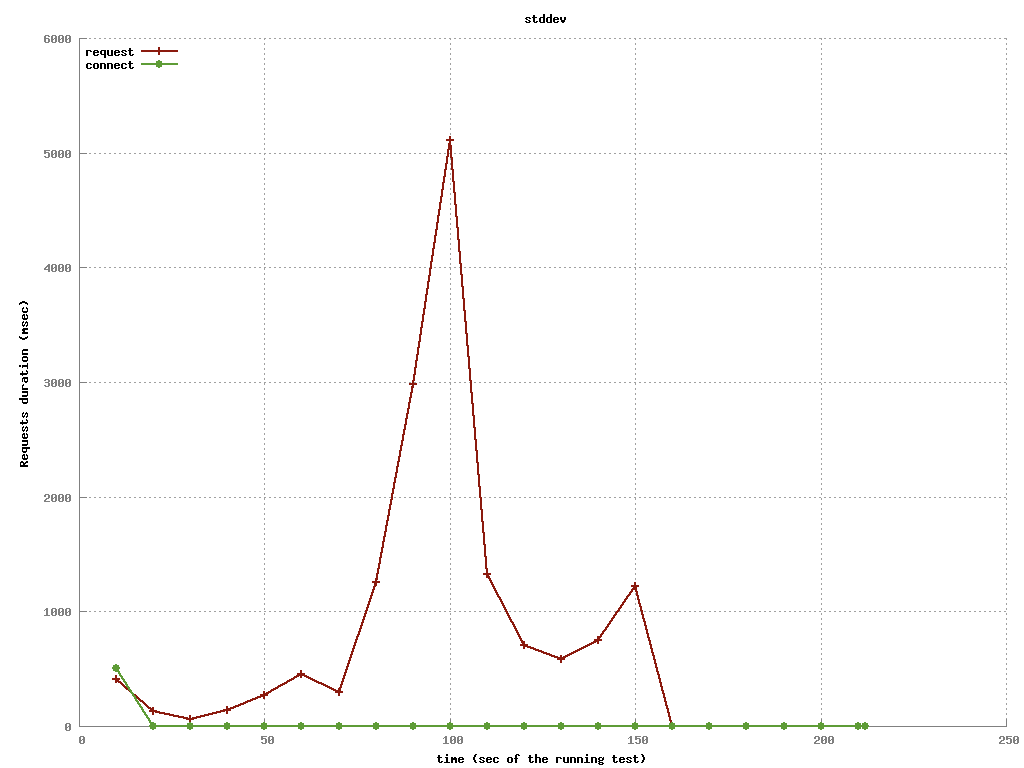 stddev
6000
request
connect
5000
4000
3000
2000
1000
0
Requests duration (msec)
0 50 100 150 200 250
time (sec of the running test)